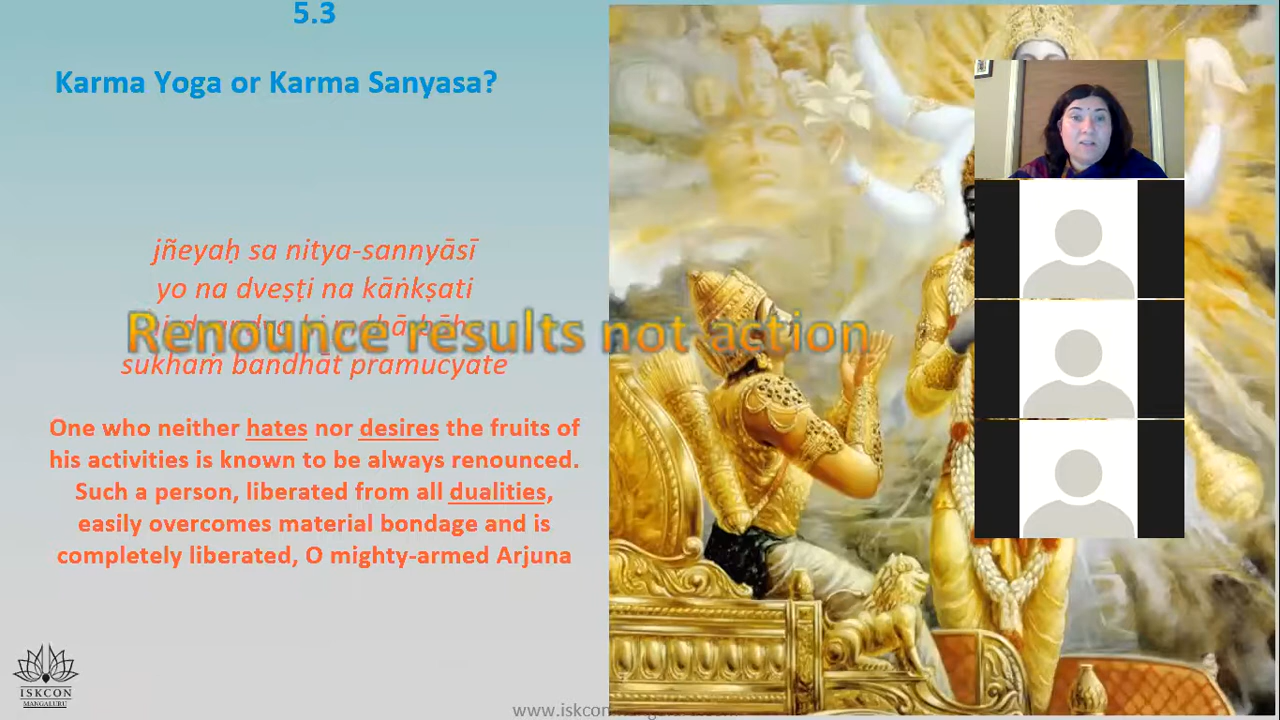 5.3
Karma Yoga or Karma Sanyasa?
jñeyaḥ sa nitya-sannyāsī
yo na dveṣṭi na kāṅkṣati
Renounce results not action
sukhaṁ bandhāt pramucyate
One who neither hates nor desires the fruits of
his activities is known to be always renounced.
Such a person, liberated from all dualities,
easily overcomes material bondage and is
completely liberated, O mighty-armed Arjuna
ISKCON
MANGALURU